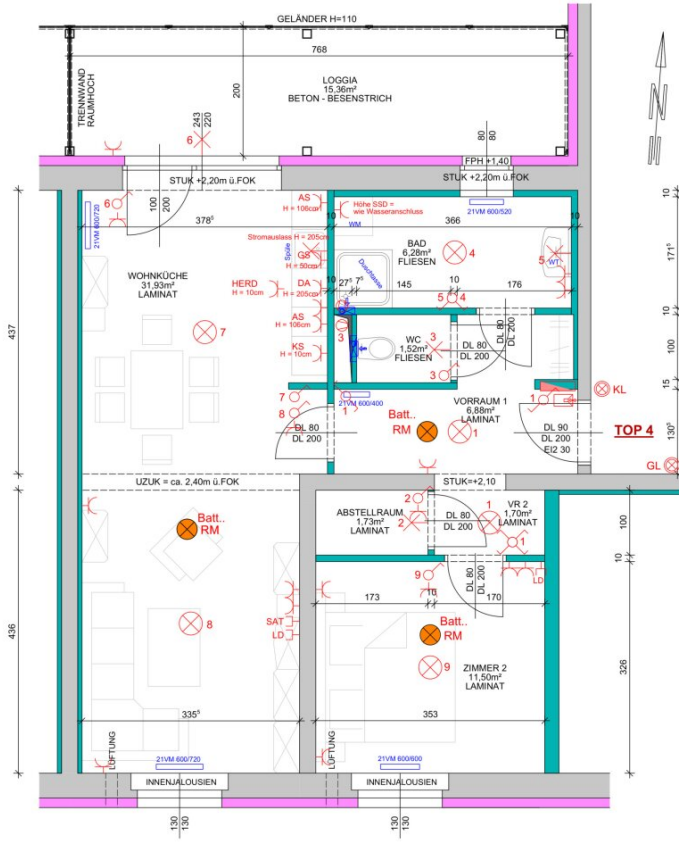 GELÄNDER H=110
768
TRENNWAND
RAUMHOCH
200
LOGGIA
15,36m²
BETON - BESENSTRICH
N
243
220
6
80
80
FPH +1,40
STUK +2,20m ü.FOK
STUK +2,20m ü.FOK
6
100
200
21VM 600/720
378⁵
AS
H = 106cm
Höhe SSD =
wie Wasseranschluss
WM
21VM 600/520
366
10
10
10
171⁵
Stromauslass H = 205cm
Spüle
GS
H = 50cm
BAD
6,28m²
FLIESEN
4
5
WT
Duschtasse
WOHNKÜCHE
31,93m²
LAMINAT
HERD
H = 10cm
DA
H = 205cm
10
27⁵
7⁵
145
10
176
5
4
10
437
7
AS
H = 106cm
3
WC
1,52m²
FLIESEN
3
DL 80
DL 200
DL 80
DL 200
100
KS
H = 10cm
3
15
7
8
1
21VM 600/400
VORRAUM 1
6,88m²
LAMINAT
1
KL
DL 80
DL 200
Batt..
RM
1
DL 90
DL 200
EI2 30
TOP 4
130⁵
GL
UZUK = ca. 2,40m ü.FOK
STUK=+2,10
ABSTELLRAUM
1,73m²
LAMINAT
2
2
DL 80
DL 200
1
VR 2
1,70m²
LAMINAT
1
100
Batt..
RM
10
9
DL 80
DL 200
LD
173
10
170
436
8
SAT
LD
Batt..
RM
9
ZIMMER 2
11,50m²
LAMINAT
326
335⁵
353
LÜFTUNG
21VM 600/720
LÜFTUNG
21VM 600/600
INNENJALOUSIEN
INNENJALOUSIEN
130
130
130
130